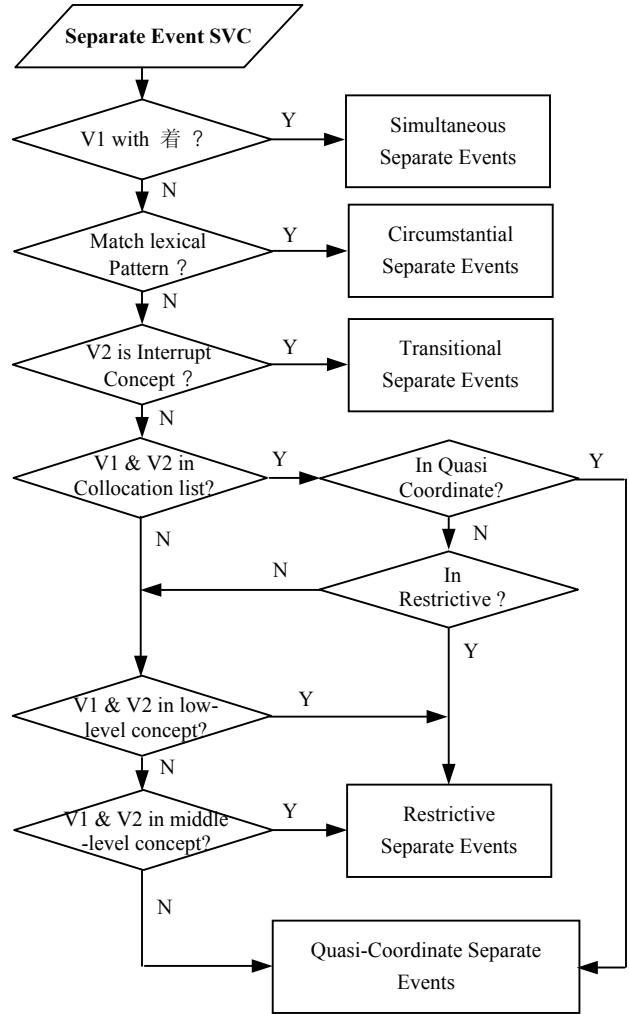 Separate Event SVC
V1 with 着 ？
Y
Simultaneous
Separate Events
N
Match lexical
Pattern ？
Y
Circumstantial
Separate Events
N
V2 is Interrupt
Concept ？
Y
Transitional
Separate Events
N
V1 & V2 in
Collocation list?
Y
In Quasi
Coordinate?
Y
N
N
In
Restrictive ?
N
Y
V1 & V2 in low-
level concept?
Y
N
V1 & V2 in middle
-level concept?
Y
Restrictive
Separate Events
N
Quasi-Coordinate Separate
Events